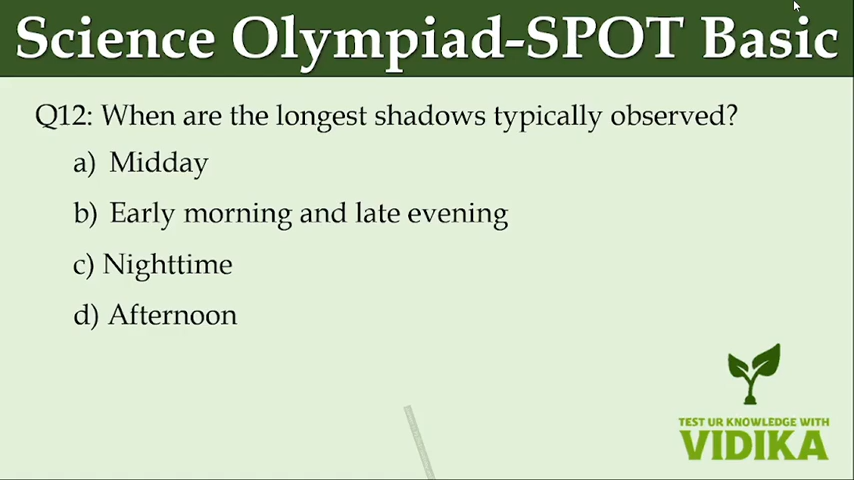 Science Olympiad-SPOT Basic
Q12: When are the longest shadows typically observed?
a) Midday
b) Early morning and late evening
c) Nighttime
d) Afternoon
TEST UR KNOWLEDGE WITH
VIDIKA